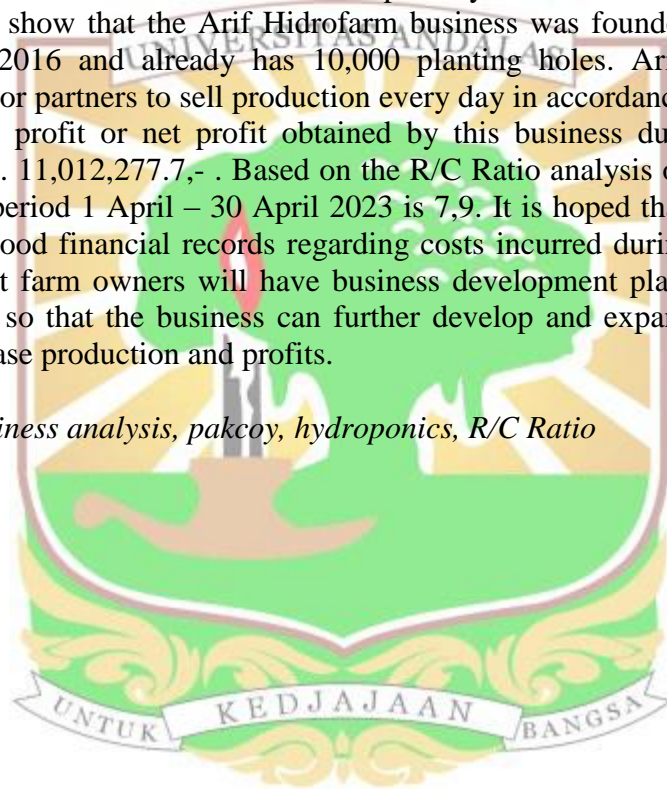 show that the Arif Hidrofarm business was found
UNIVERSITAS ANDALAS
2016 and already has 10,000 planting holes. Ar
or partners to sell production every day in accordan
profit or net profit obtained by this business du
. 11,012,277.7,- . Based on the R/C Ratio analysis
period 1 April – 30 April 2023 is 7,9. It is hoped th
ood financial records regarding costs incurred duri
t farm owners will have business development pla
so that the business can further develop and expan
ase production and profits.
iness analysis, pakcoy, hydroponics, R/C Ratio
UNTUK KEDJAJAAN BANGSA